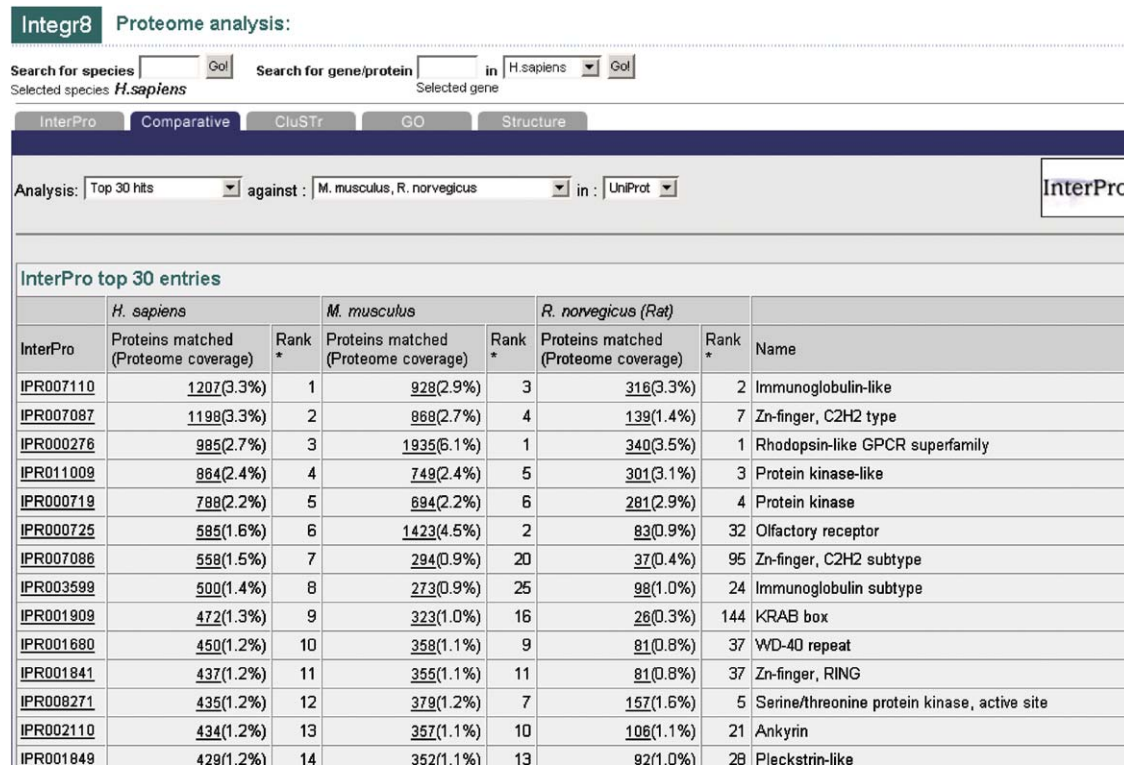 Integr8 Proteome analysis:
Search for species Go! Search for gene/protein in H.sapiens Go!
Selected species H.sapiens Selected gene
InterPro Comparative CluSTr GO Structure
Analysis: Top 30 hits against : M. musculus, R. norvegicus in : UniProt
InterPro
InterPro top 30 entries
H. sapiens M. musculus R. norvegicus (Rat)
InterPro Proteins matched (Proteome coverage) Rank * Proteins matched (Proteome coverage) Rank * Proteins matched (Proteome coverage) Rank * Name
IPR007110 1207(3.3%) 1 928(2.9%) 3 316(3.3%) 2 Immunoglobulin-like
IPR007087 1198(3.3%) 2 868(2.7%) 4 139(1.4%) 7 Zn-finger, C2H2 type
IPR000276 985(2.7%) 3 1935(6.1%) 1 340(3.5%) 1 Rhodopsin-like GPCR superfamily
IPR011009 864(2.4%) 4 749(2.4%) 5 301(3.1%) 3 Protein kinase-like
IPR000719 788(2.2%) 5 694(2.2%) 6 281(2.9%) 4 Protein kinase
IPR000725 585(1.6%) 6 1423(4.5%) 2 83(0.9%) 32 Olfactory receptor
IPR007086 558(1.5%) 7 294(0.9%) 20 37(0.4%) 95 Zn-finger, C2H2 subtype
IPR003599 500(1.4%) 8 273(0.9%) 25 98(1.0%) 24 Immunoglobulin subtype
IPR001909 472(1.3%) 9 323(1.0%) 16 26(0.3%) 144 KRAB box
IPR001680 450(1.2%) 10 358(1.1%) 9 81(0.8%) 37 WD-40 repeat
IPR001841 437(1.2%) 11 355(1.1%) 11 81(0.8%) 37 Zn-finger, RING
IPR008271 435(1.2%) 12 379(1.2%) 7 157(1.6%) 5 Serine/threonine protein kinase, active site
IPR002110 434(1.2%) 13 357(1.1%) 10 106(1.1%) 21 Ankyrin
IPR001849 429(1.2%) 14 352(1.1%) 13 92(1.0%) 28 Pleckstrin-like